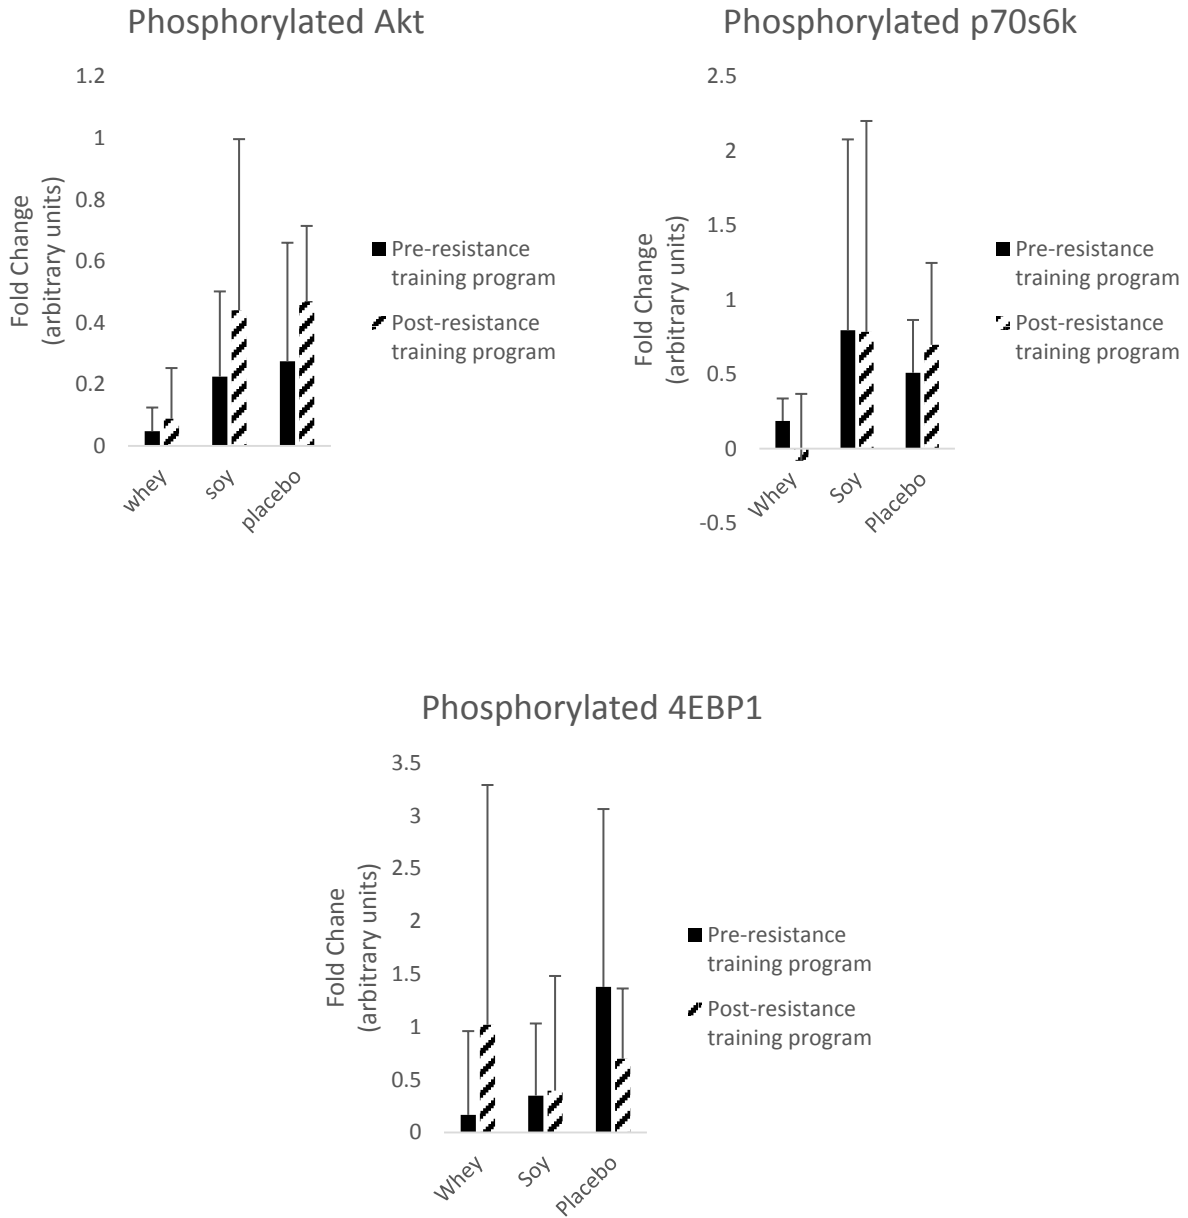 Phosphorylated Akt
1.2
1
0.8
0.6
0.4
0.2
0
Fold Change
(arbitrary units)
whey
soy
placebo
Pre-resistance
training program
Post-resistance
training program
Phosphorylated p70s6k
2.5
2
1.5
1
0.5
0
-0.5
Fold Change
(arbitrary units)
Whey
Soy
Placebo
Pre-resistance
training program
Post-resistance
training program
Phosphorylated 4EBP1
3.5
3
2.5
2
1.5
1
0.5
0
Fold Chane
(arbitrary units)
Whey
Soy
Placebo
Pre-resistance
training program
Post-resistance
training program